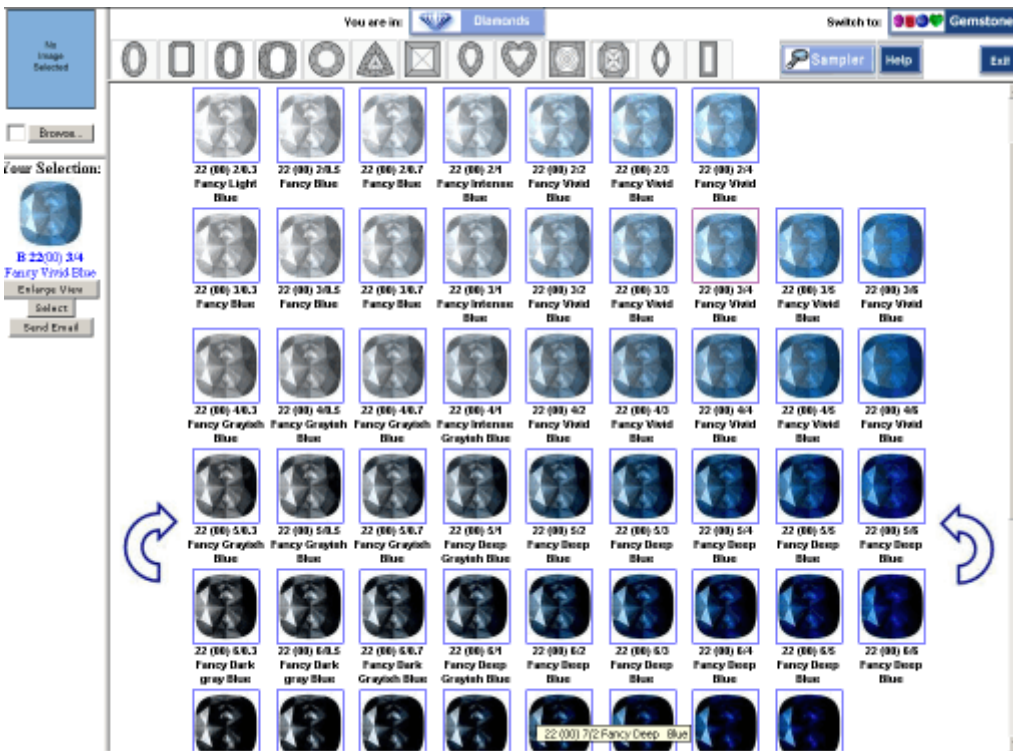 You are in:
Diamonds
Switch to:
Gemstone
No
Image
Selected
Sampler
Help
Exit
Browse...
Your Selection:
B 22(00) 3/4
Fancy Vivid Blue
Enlarge View
Select
Send Email
22 (00) 2/0.3
Fancy Light
Blue
22 (00) 2/0.5
Fancy Blue
22 (00) 2/0.7
Fancy Blue
22 (00) 2/1
Fancy Intense
Blue
22 (00) 2/2
Fancy Vivid
Blue
22 (00) 2/3
Fancy Vivid
Blue
22 (00) 2/4
Fancy Vivid
Blue
22 (00) 3/0.3
Fancy Blue
22 (00) 3/0.5
Fancy Blue
22 (00) 3/0.7
Fancy Blue
22 (00) 3/1
Fancy Intense
Blue
22 (00) 3/2
Fancy Vivid
Blue
22 (00) 3/3
Fancy Vivid
Blue
22 (00) 3/4
Fancy Vivid
Blue
22 (00) 3/5
Fancy Vivid
Blue
22 (00) 3/6
Fancy Vivid
Blue
22 (00) 4/0.3
Fancy Grayish
Blue
22 (00) 4/0.5
Fancy Grayish
Blue
22 (00) 4/0.7
Fancy Grayish
Blue
22 (00) 4/1
Fancy Intense
Grayish Blue
22 (00) 4/2
Fancy Vivid
Blue
22 (00) 4/3
Fancy Vivid
Blue
22 (00) 4/4
Fancy Vivid
Blue
22 (00) 4/5
Fancy Vivid
Blue
22 (00) 4/6
Fancy Vivid
Blue
22 (00) 5/0.3
Fancy Grayish
Blue
22 (00) 5/0.5
Fancy Grayish
Blue
22 (00) 5/0.7
Fancy Grayish
Blue
22 (00) 5/1
Fancy Deep
Grayish Blue
22 (00) 5/2
Fancy Deep
Blue
22 (00) 5/3
Fancy Deep
Blue
22 (00) 5/4
Fancy Deep
Blue
22 (00) 5/5
Fancy Deep
Blue
22 (00) 5/6
Fancy Deep
Blue
22 (00) 6/0.3
Fancy Dark
gray Blue
22 (00) 6/0.5
Fancy Dark
gray Blue
22 (00) 6/0.7
Fancy Dark
Grayish Blue
22 (00) 6/1
Fancy Deep
Grayish Blue
22 (00) 6/2
Fancy Deep
Blue
22 (00) 6/3
Fancy Deep
Blue
22 (00) 6/4
Fancy Deep
Blue
22 (00) 6/5
Fancy Deep
Blue
22 (00) 6/6
Fancy Deep
Blue
22 (00) 7/2 Fancy Deep Blue